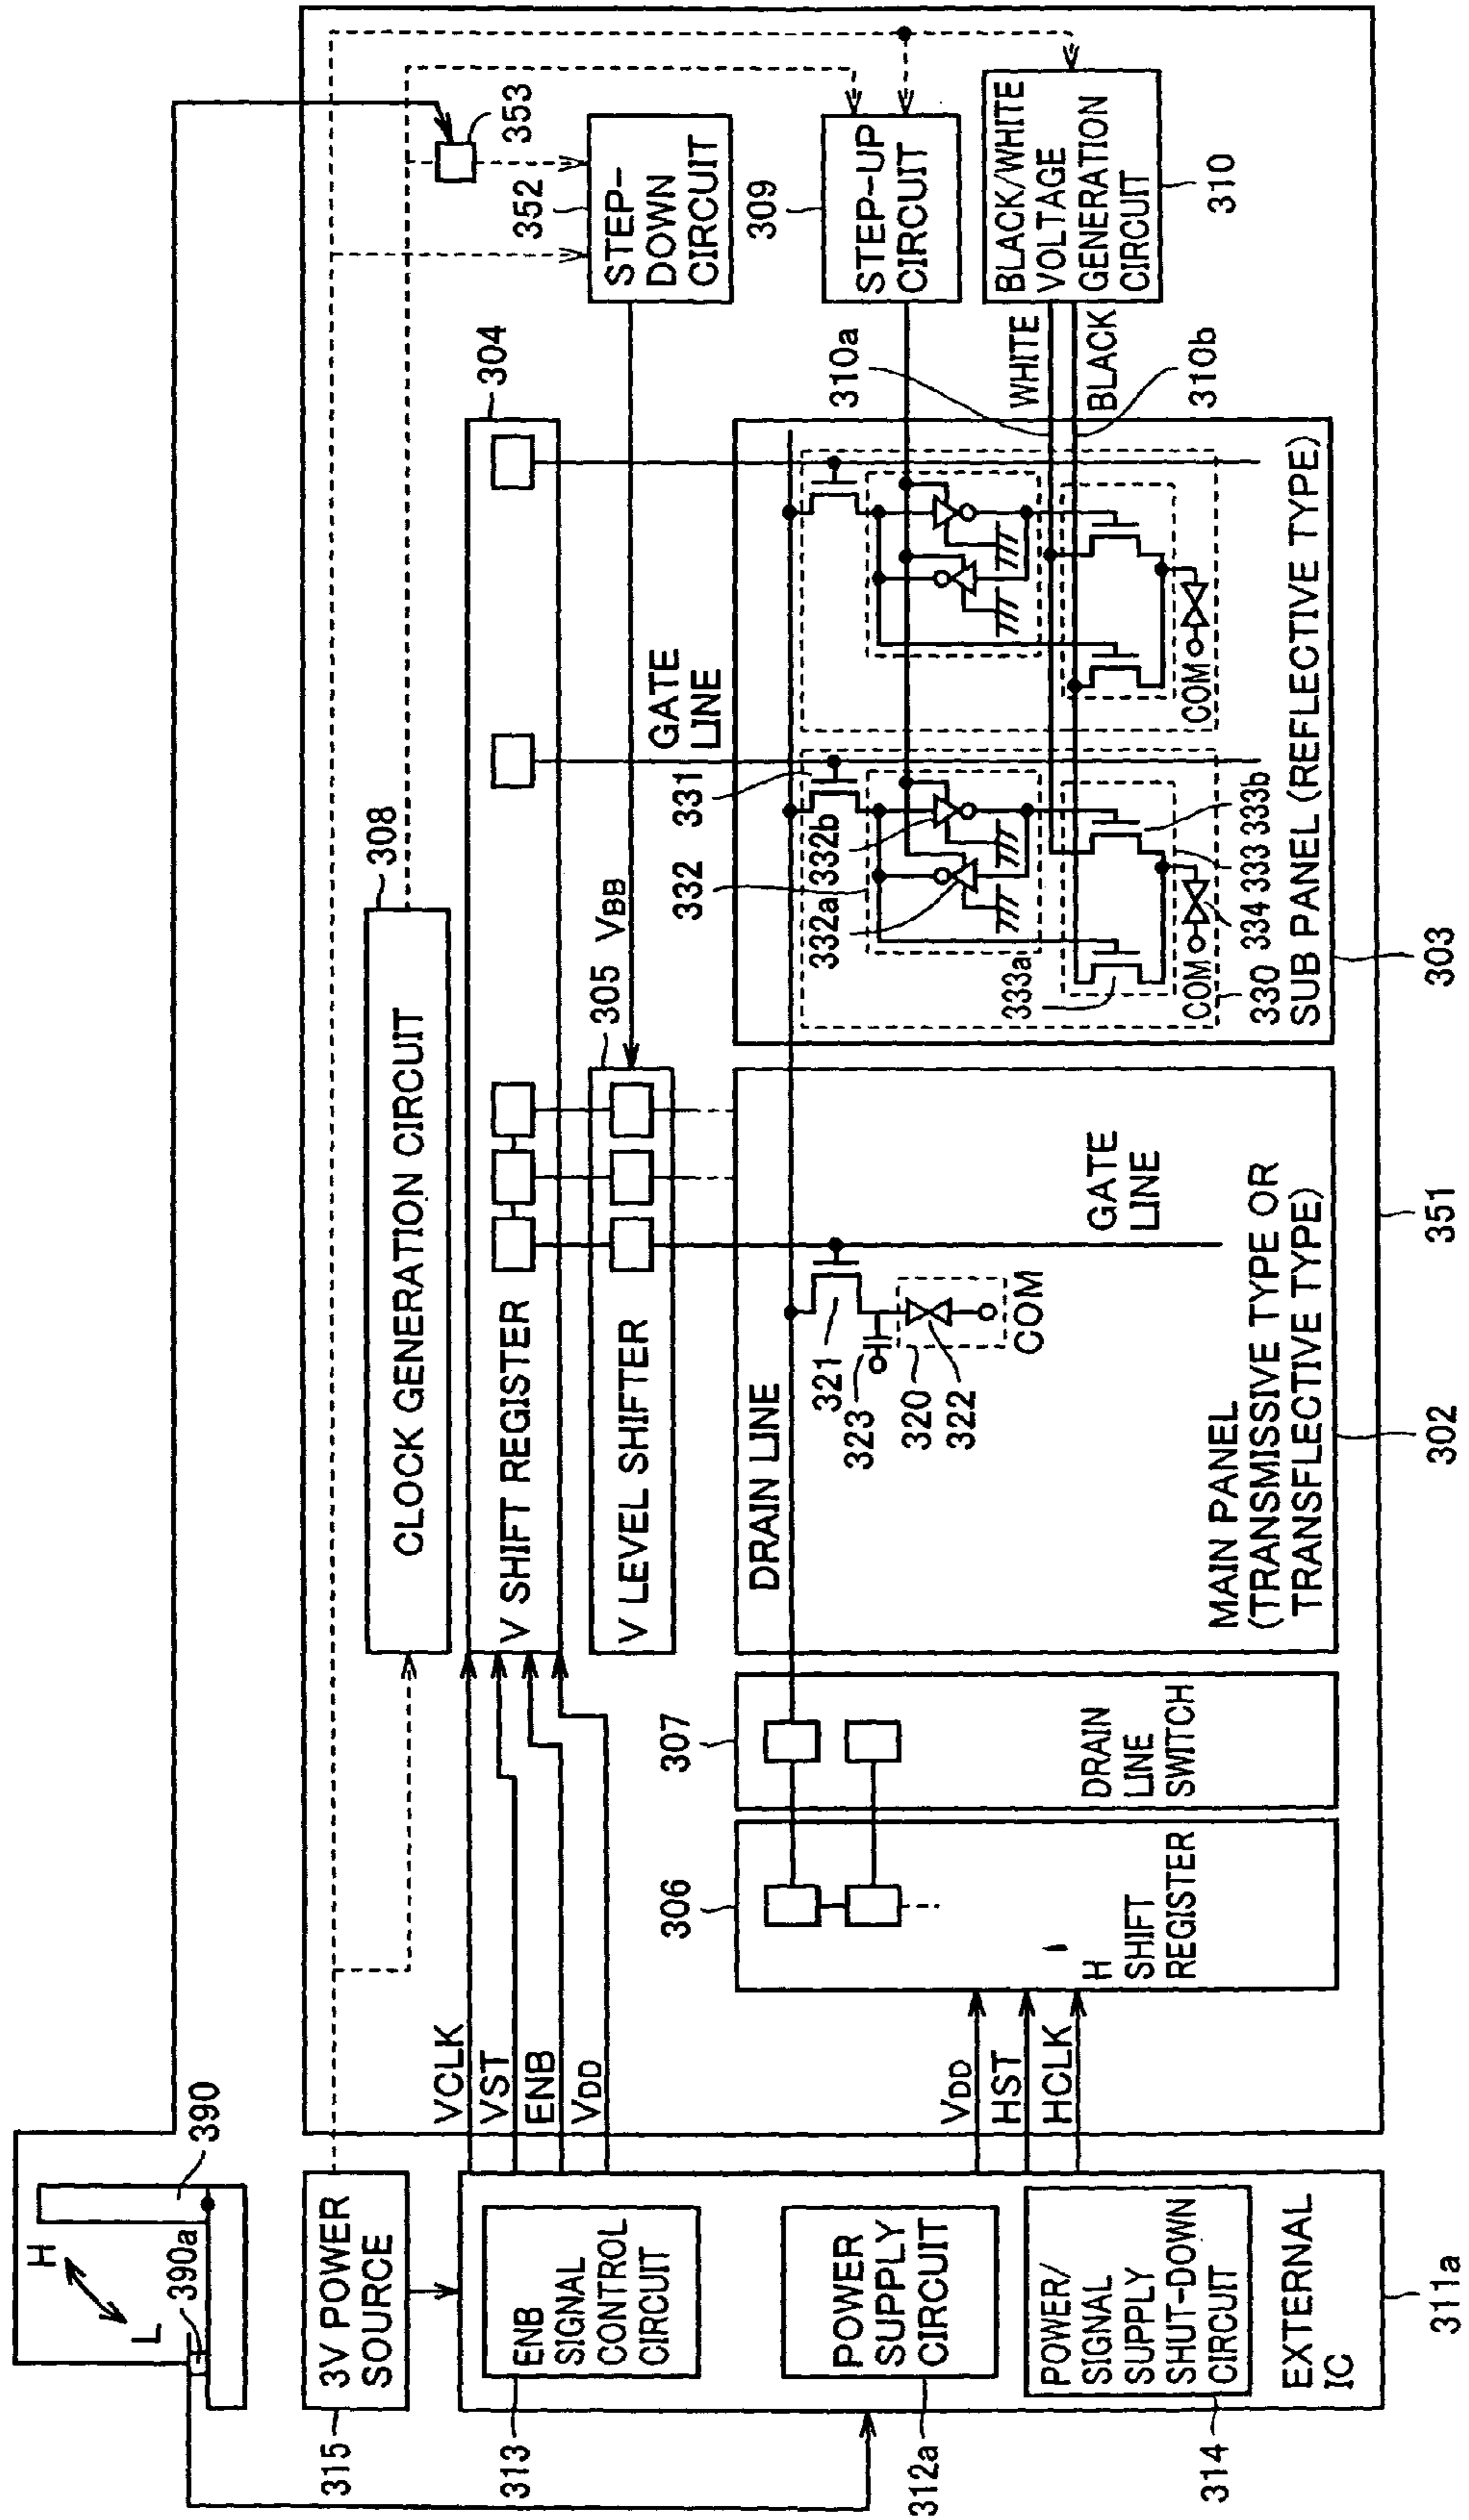 H
L
390a
390
315
3V POWER
SOURCE
313
ENB
SIGNAL
CONTROL
CIRCUIT
312a
POWER
SUPPLY
CIRCUIT
314
POWER/
SIGNAL
SUPPLY
SHUT-DOWN
CIRCUIT
EXTERNAL
IC
311a
VCLK
VST
ENB
VDD
VDD
HST
HCLK
306
H
SHIFT
REGISTER
307
DRAIN
LINE
SWITCH
308
CLOCK GENERATION CIRCUIT
V SHIFT REGISTER
304
V LEVEL SHIFTER
305
VBB
DRAIN LINE
321
323
320
322
COM
GATE
LINE
MAIN PANEL
(TRANSMISSIVE TYPE OR
TRANSFLECTIVE TYPE)
302
351
GATE
LINE
331
332
332b
332a
333a
COM
334
333
333b
330
COM
SUB PANEL (REFLECTIVE TYPE)
303
353
352
STEP-
DOWN
CIRCUIT
309
STEP-UP
CIRCUIT
310a
WHITE
BLACK
310b
BLACK/WHITE
VOLTAGE
GENERATION
CIRCUIT
310